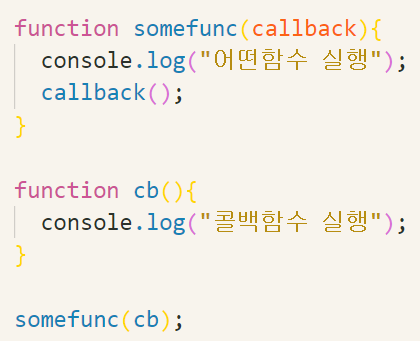 function somefunc(callback){
  console.log("어떤함수 실행");
  callback();
}

function cb(){
  console.log("콜백함수 실행");
}

somefunc(cb);